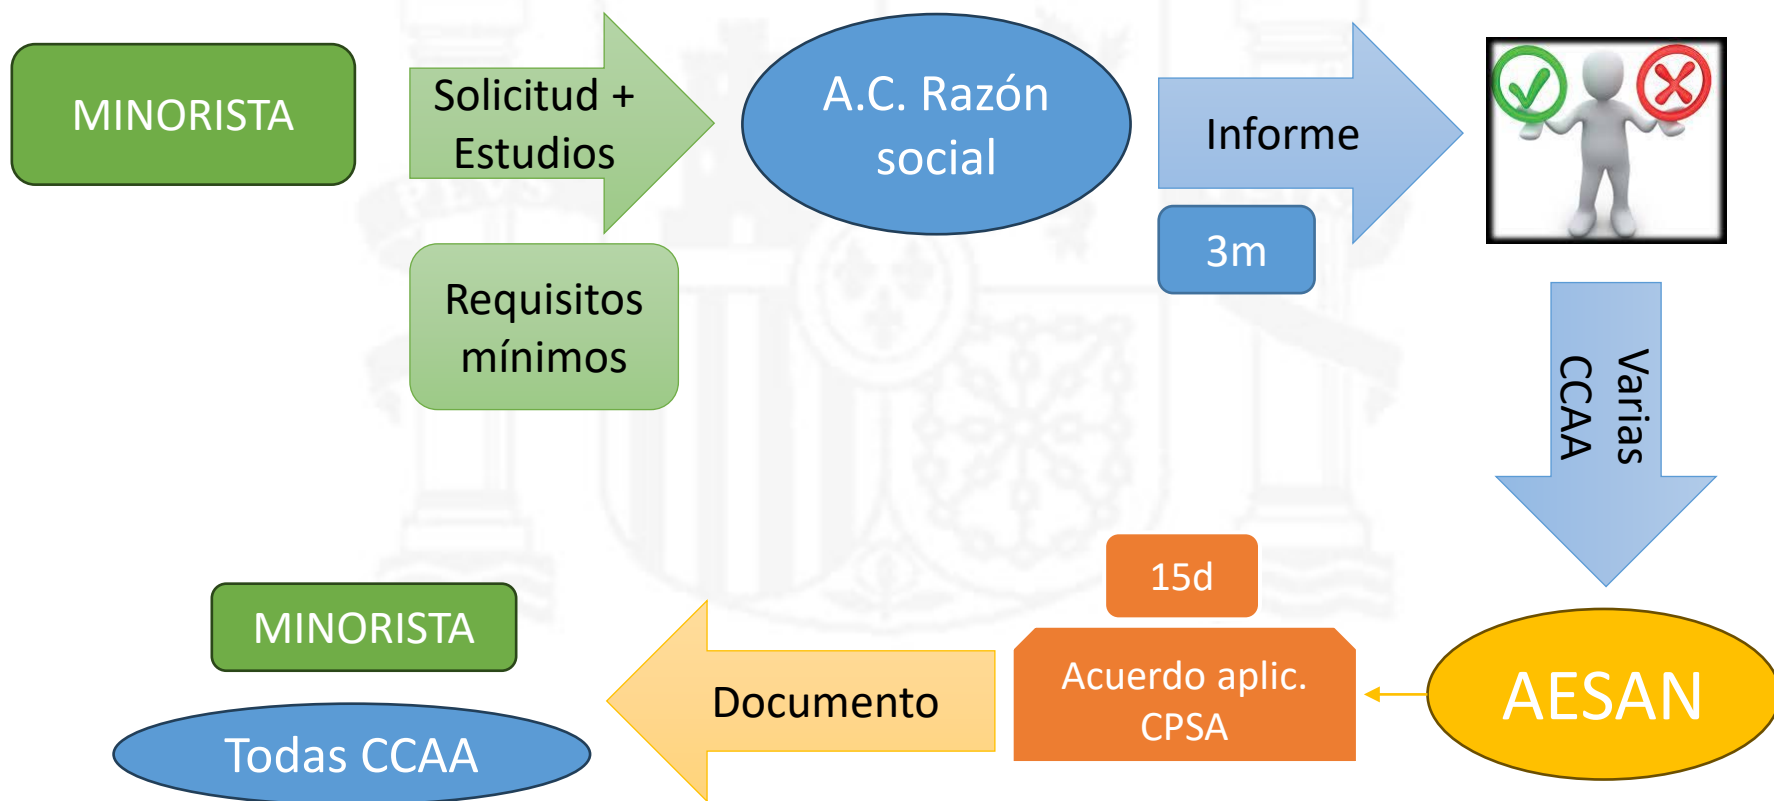 MINORISTA
Solicitud +
Estudios
Requisitos
mínimos
A.C. Razón
social
Informe
3m
Varias
CCAA
AESAN
15d
Acuerdo aplic.
CPSA
Documento
MINORISTA
Todas CCAA